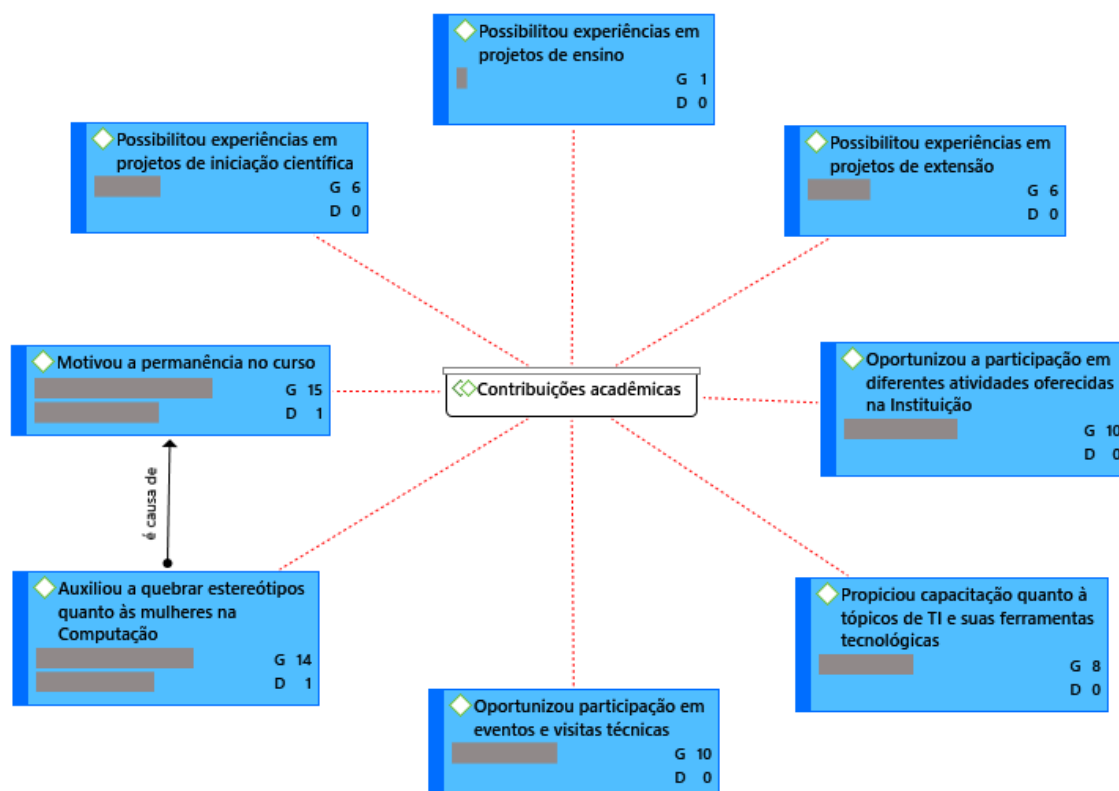 Possibilitou experiências em
projetos de ensino
G 1
D 0
Possibilitou experiências em
projetos de iniciação científica
G 6
D 0
Possibilitou experiências em
projetos de extensão
G 6
D 0
Motivou a permanência no curso
G 15
D 1
Contribuições acadêmicas
Oportunizou a participação em
diferentes atividades oferecidas
na Instituição
G 10
D 0
é causa de
Auxiliou a quebrar estereótipos
quanto às mulheres na
Computação
G 14
D 1
Propiciou capacitação quanto à
tópicos de TI e suas ferramentas
tecnológicas
G 8
D 0
Oportunizou participação em
eventos e visitas técnicas
G 10
D 0